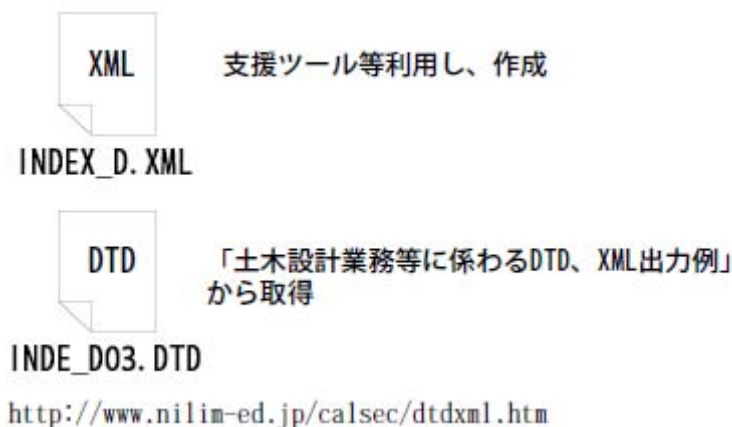 XML
支援ツール等利用し、作成
INDEX_D.XML
DTD
「土木設計業務等に係わるDTD、XML出力例」
から取得
INDE_D03.DTD
http://www.nilim-ed.jp/calsec/dtdxml.htm